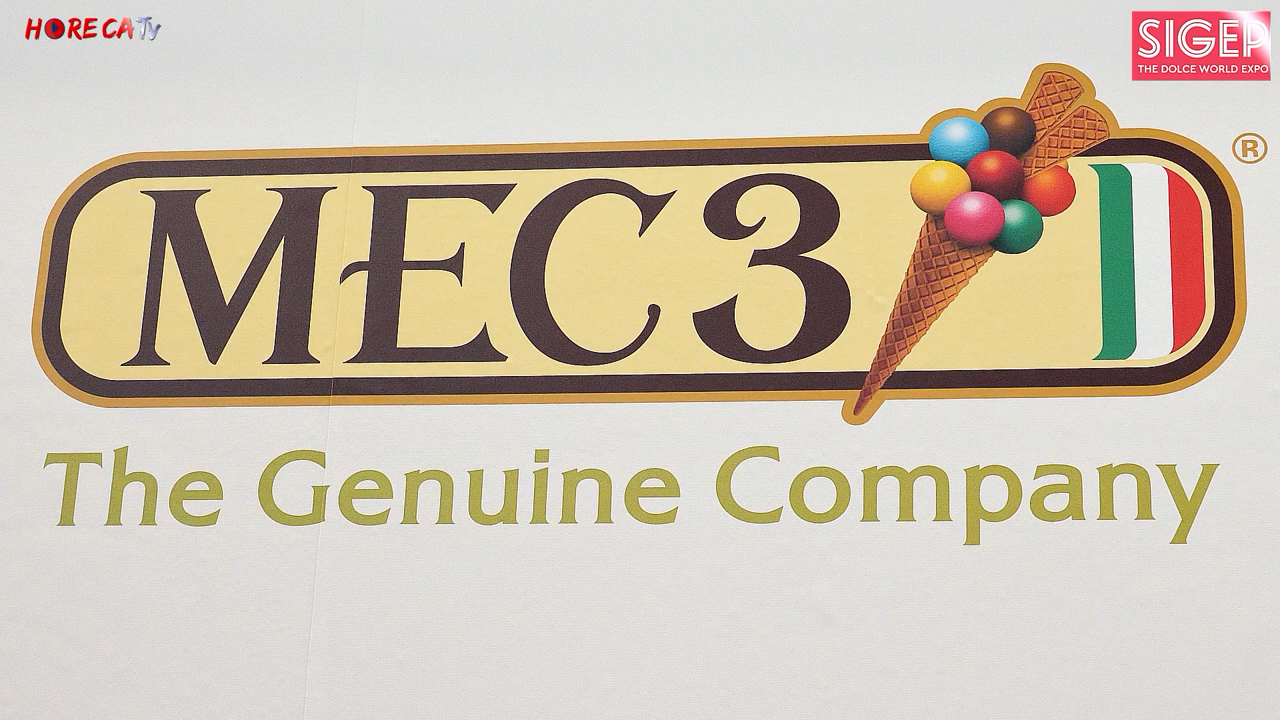 HORECATv
SIGEP
THE DOLCE WORLD EXPO
MEC3
®
The Genuine Company